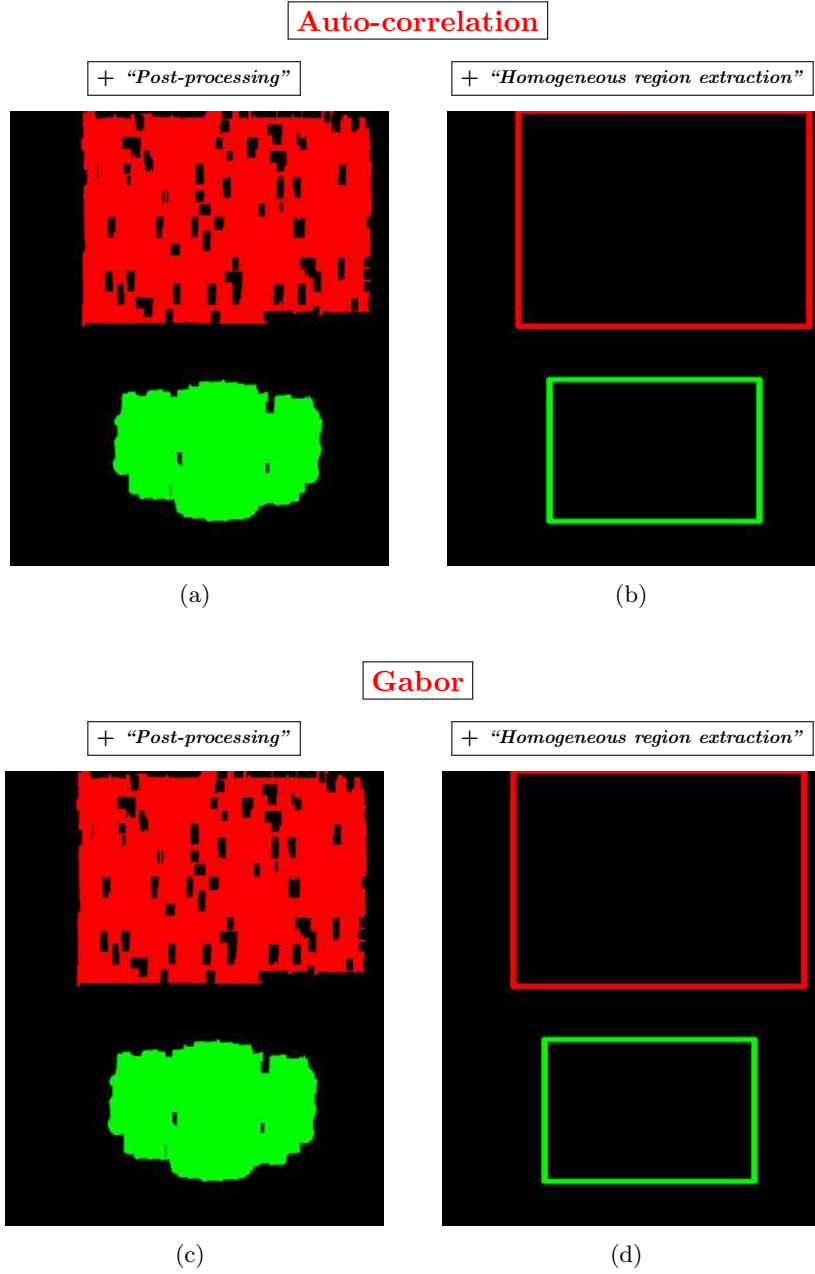 Auto-correlation
+ “Post-processing” + “Homogeneous region extraction”
(a) (b)
Gabor
+ “Post-processing” + “Homogeneous region extraction”
(c) (d)